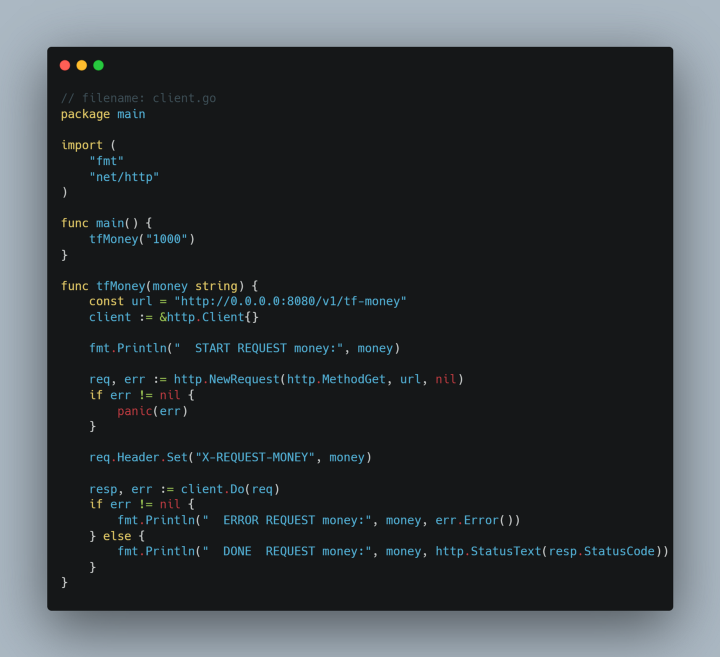 // filename: client.go
package main
import (
    "fmt"
    "net/http"
)
func main() {
    tfMoney("1000")
}
func tfMoney(money string) {
    const url = "http://0.0.0.0:8080/v1/tf-money"
    client := &http.Client{}
    fmt.Println("  START REQUEST money:", money)
    req, err := http.NewRequest(http.MethodGet, url, nil)
    if err != nil {
        panic(err)
    }
    req.Header.Set("X-REQUEST-MONEY", money)
    resp, err := client.Do(req)
    if err != nil {
        fmt.Println("  ERROR REQUEST money:", money, err.Error())
    } else {
        fmt.Println("  DONE  REQUEST money:", money, http.StatusText(resp.StatusCode))
    }
}